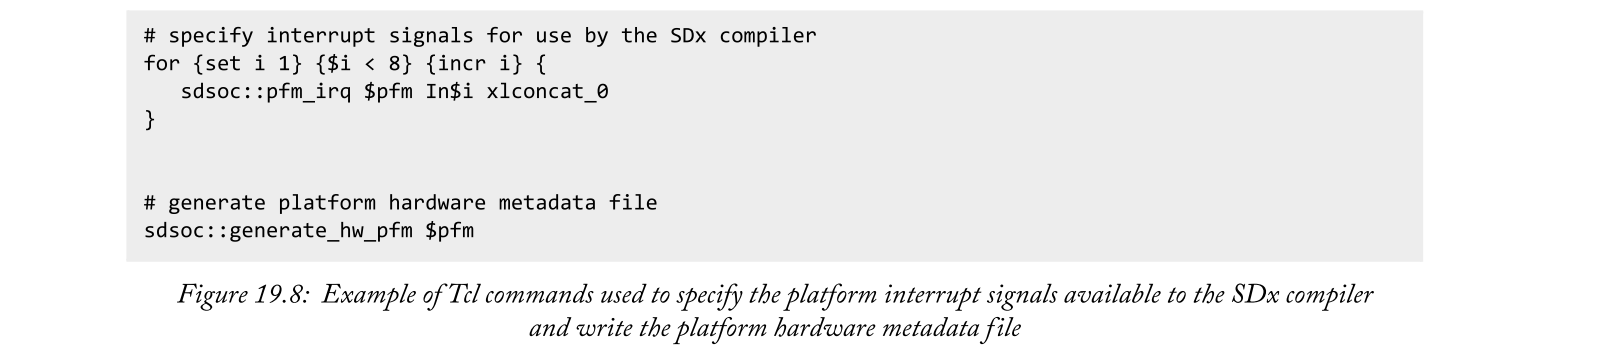 # specify interrupt signals for use by the SDx compiler
for {set i 1} {$i < 8} {incr i} {
   sdsoc::pfm_irq $pfm In$i xlconcat_0
}
# generate platform hardware metadata file
sdsoc::generate_hw_pfm $pfm
Figure 19.8: Example of Tcl commands used to specify the platform interrupt signals available to the SDx compiler
and write the platform hardware metadata file